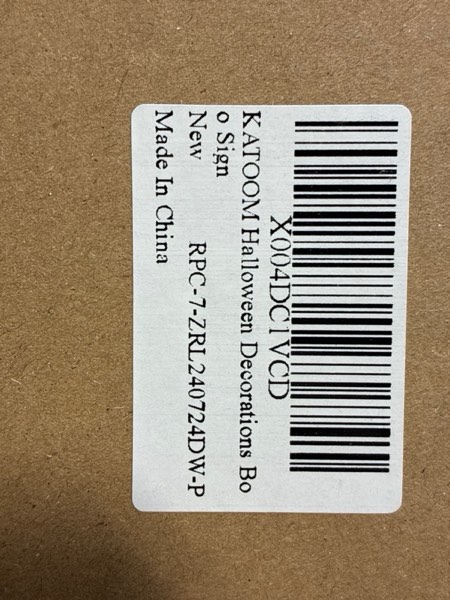 X004DC1VCD
KATOOM Halloween Decorations Bo
o Sign
New RPC-7-ZRL240724DW-P
Made In China